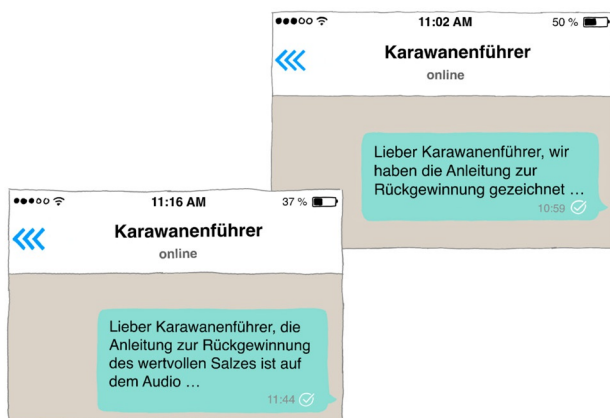 11:02 AM
50 %
Karawanenführer
online
Lieber Karawanenführer, wir
haben die Anleitung zur
Rückgewinnung gezeichnet ...
10:59
11:16 AM
37 %
Karawanenführer
online
Lieber Karawanenführer, die
Anleitung zur Rückgewinnung
des wertvollen Salzes ist auf
dem Audio ...
11:44